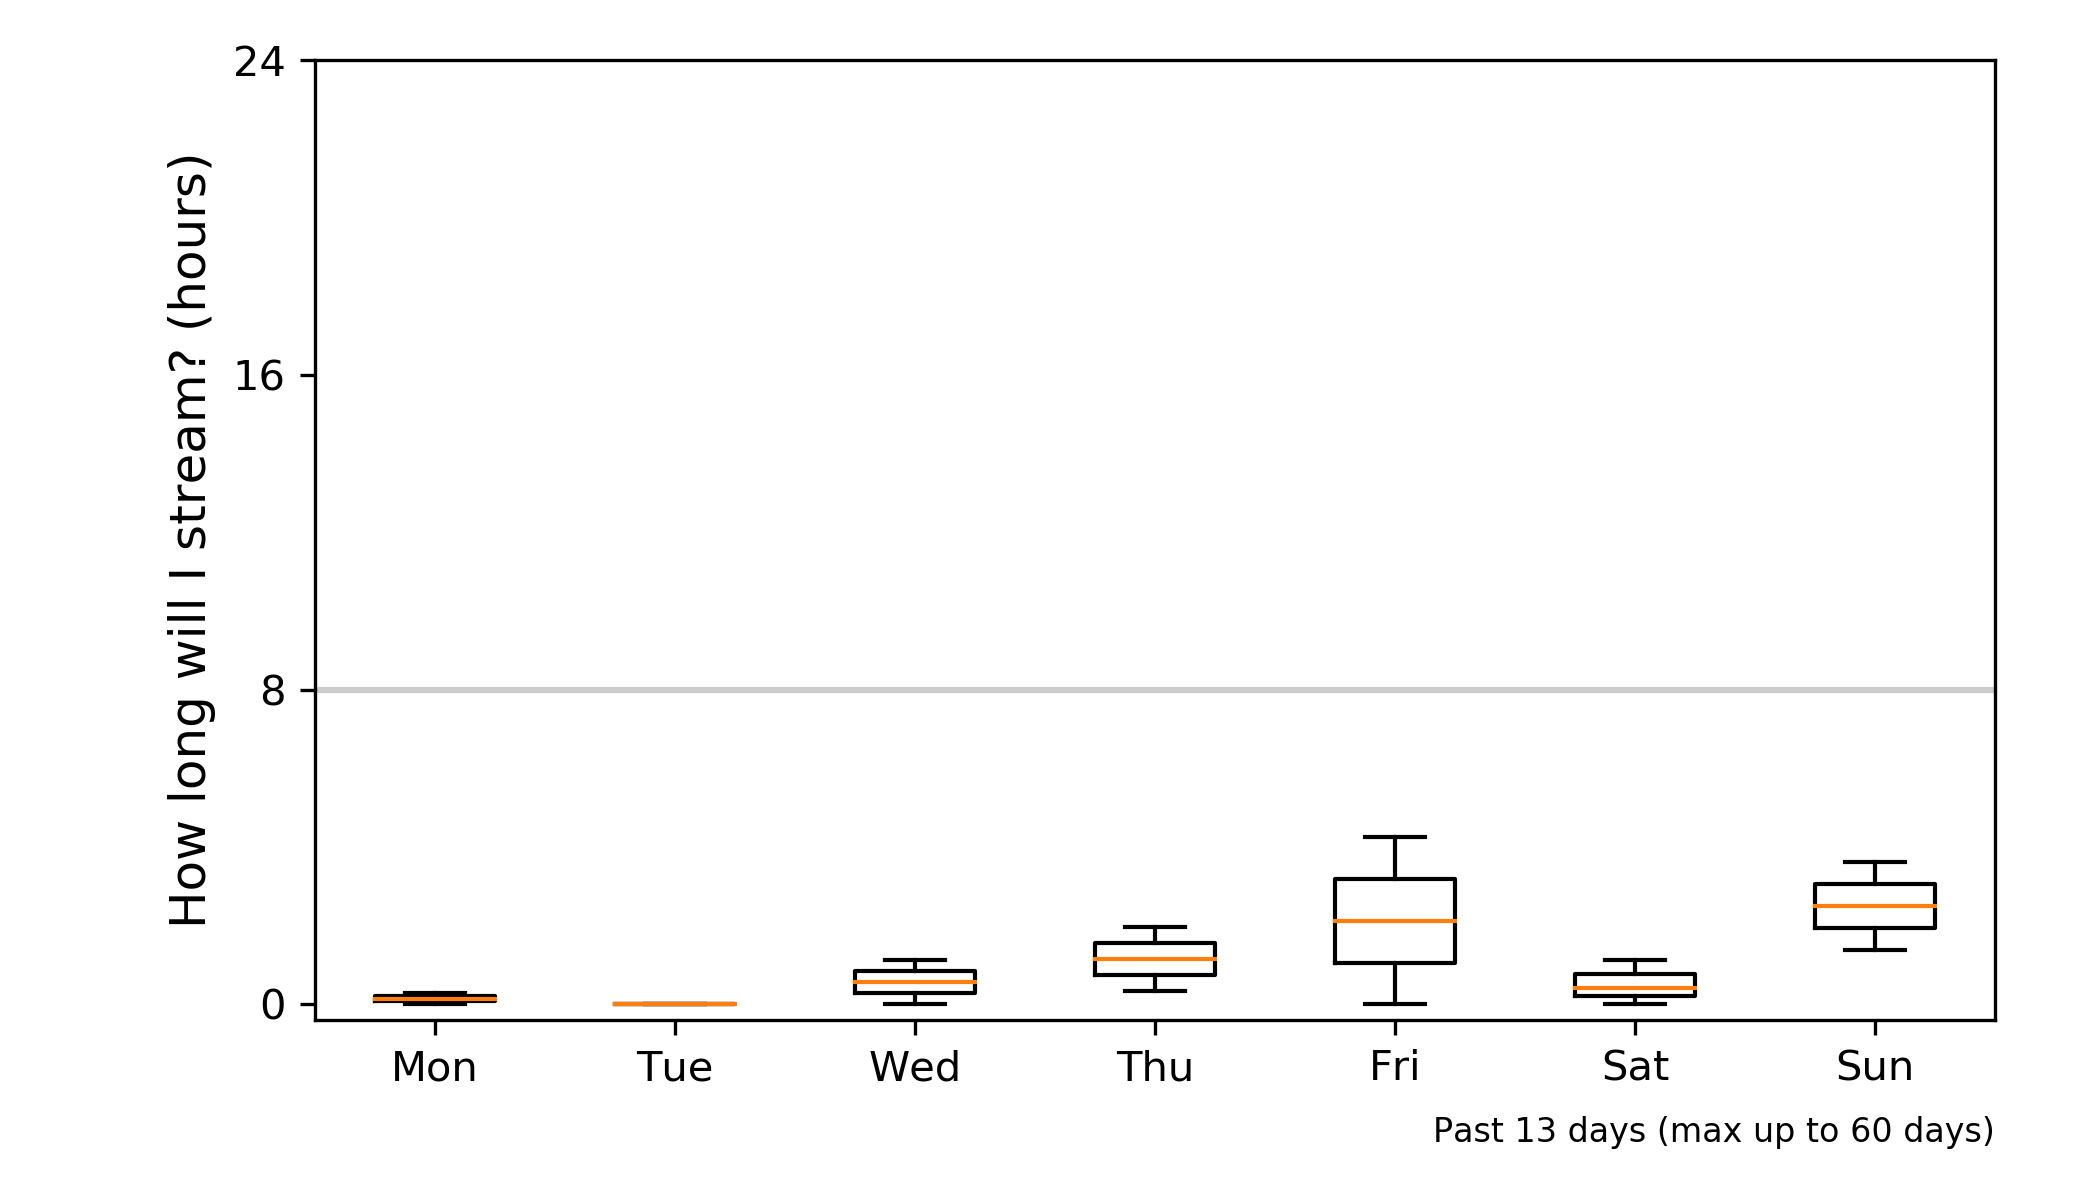 How long will I stream? (hours)
24
16
8
0
Mon Tue Wed Thu Fri Sat Sun
Past 13 days (max up to 60 days)